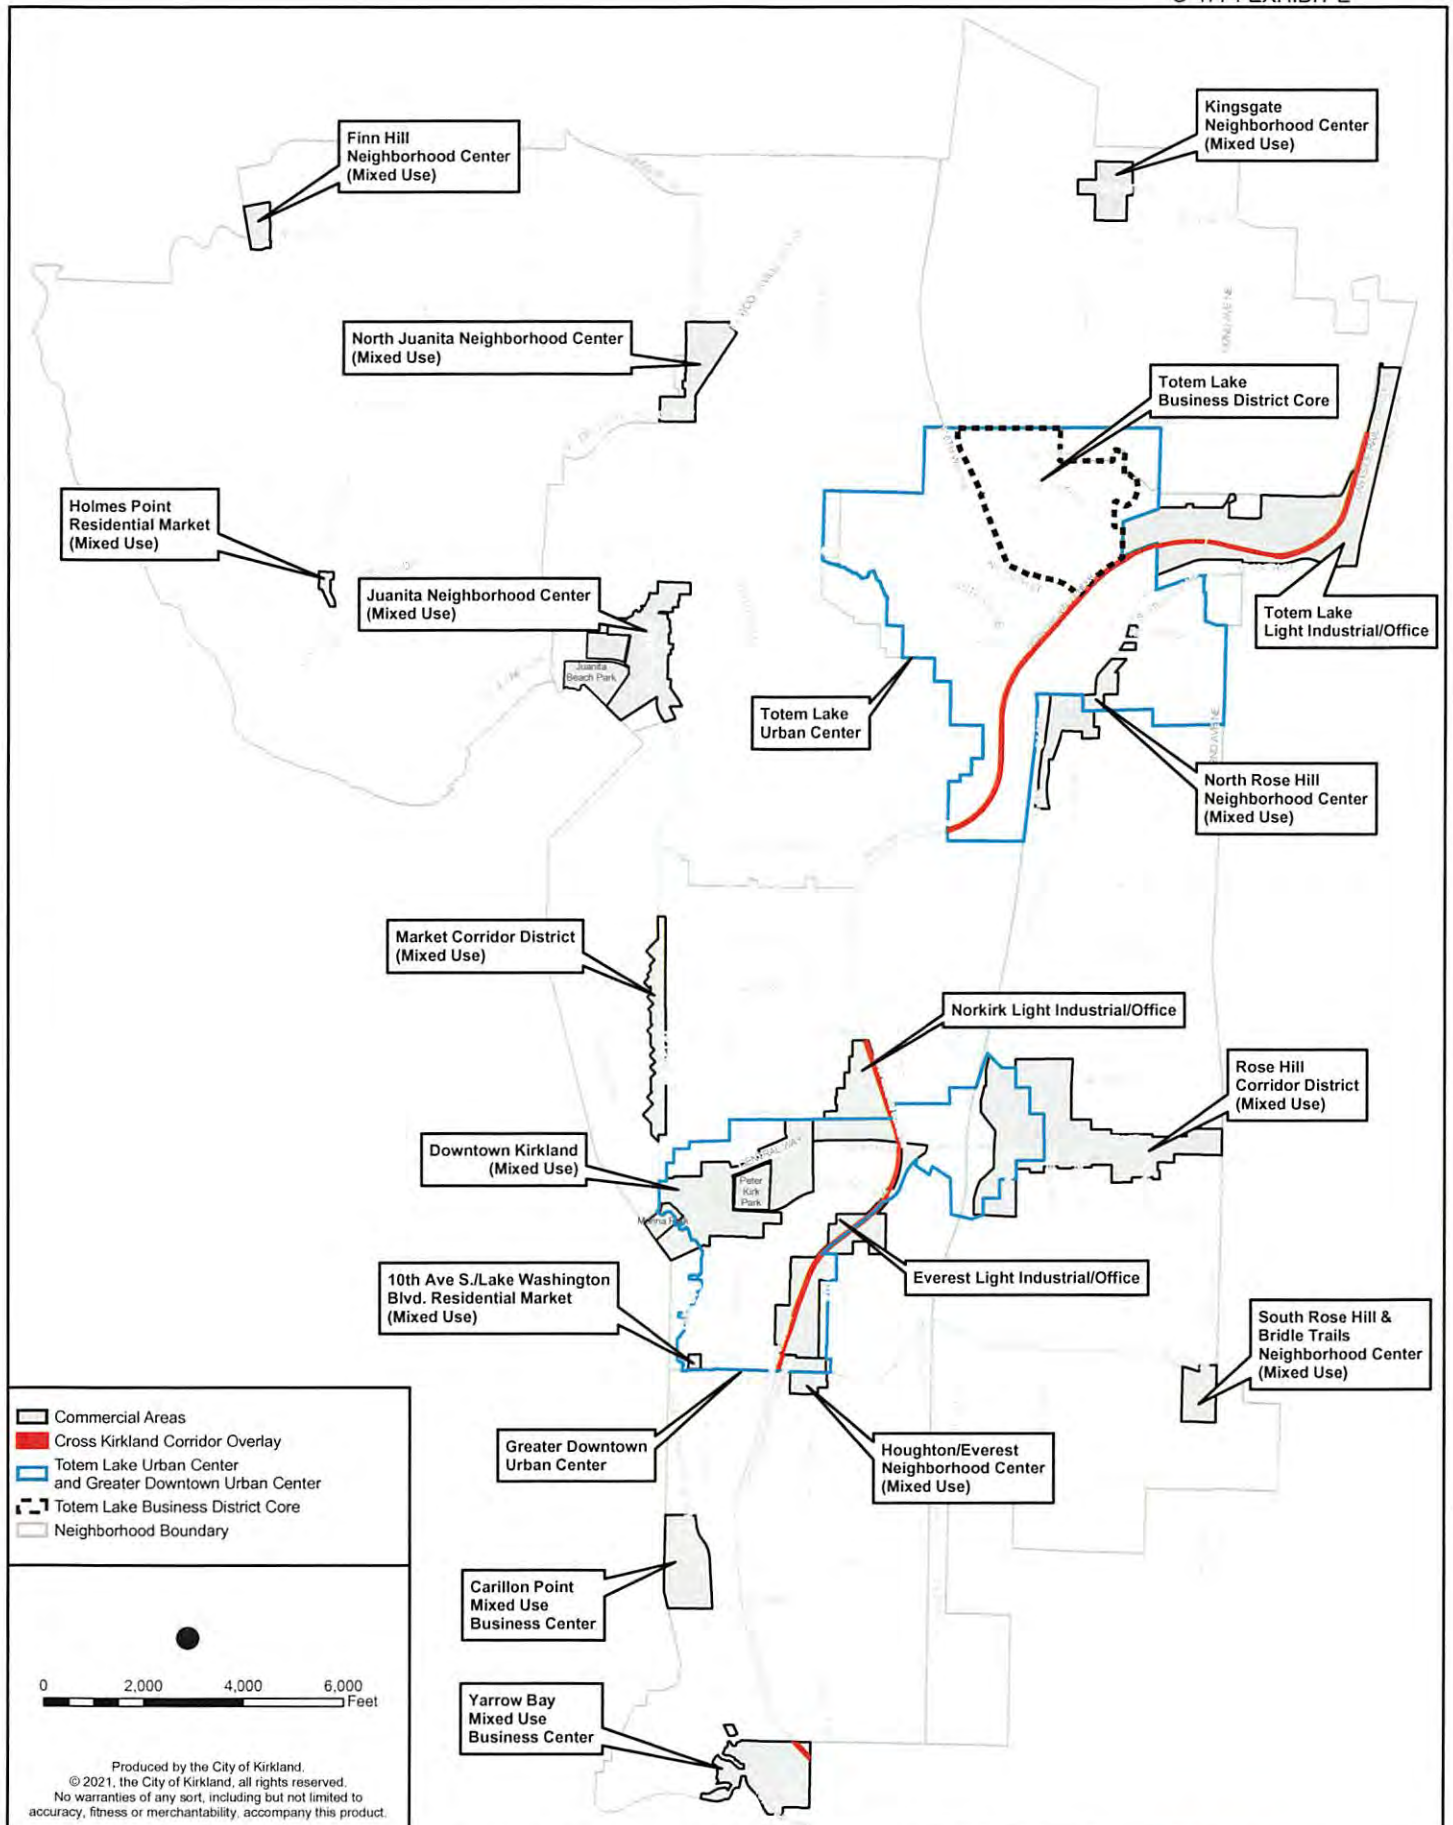 Kingsgate
Neighborhood Center
(Mixed Use)
Finn Hill
Neighborhood Center
(Mixed Use)
North Juanita Neighborhood Center
(Mixed Use)
Totem Lake
Business District Core
Holmes Point
Residential Market
(Mixed Use)
Juanita Neighborhood Center
(Mixed Use)
Juanita
Beach Park
Totem Lake
Light Industrial/Office
Totem Lake
Urban Center
North Rose Hill
Neighborhood Center
(Mixed Use)
Market Corridor District
(Mixed Use)
Norkirk Light Industrial/Office
Rose Hill
Corridor District
(Mixed Use)
Downtown Kirkland
(Mixed Use)
Peter
Kirk
Park
Everest Light Industrial/Office
10th Ave S./Lake Washington
Blvd. Residential Market
(Mixed Use)
South Rose Hill &
Bridle Trails
Neighborhood Center
(Mixed Use)
Greater Downtown
Urban Center
Houghton/Everest
Neighborhood Center
(Mixed Use)
Carillon Point
Mixed Use
Business Center
Yarrow Bay
Mixed Use
Business Center
Commercial Areas
Cross Kirkland Corridor Overlay
Totem Lake Urban Center
and Greater Downtown Urban Center
Totem Lake Business District Core
Neighborhood Boundary
0 2,000 4,000 6,000
Feet
Produced by the City of Kirkland.
© 2021, the City of Kirkland, all rights reserved.
No warranties of any sort, including but not limited to
accuracy, fitness or merchantability, accompany this product.